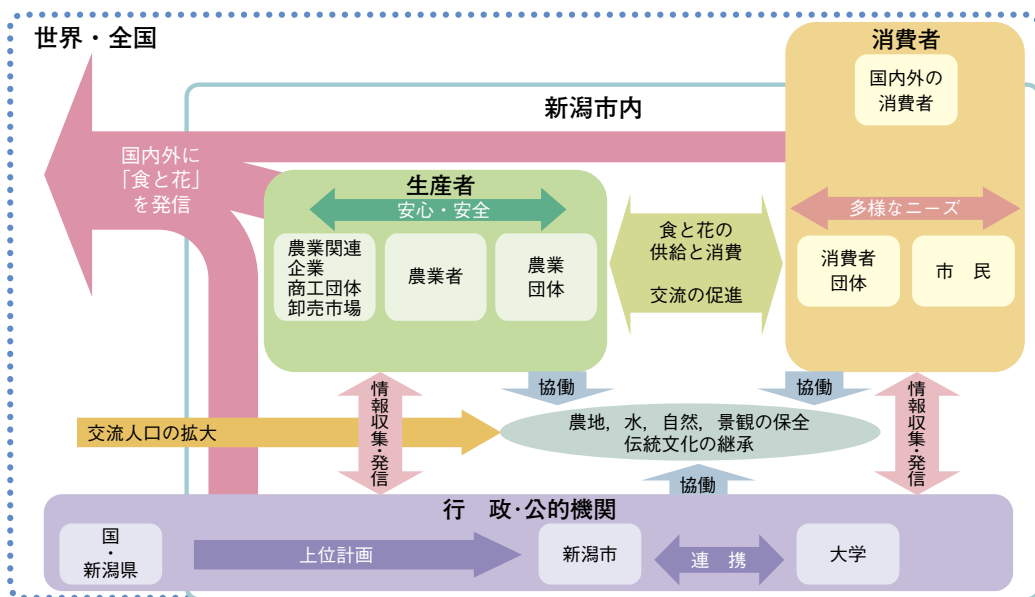 世界・全国
消費者
国内外の
消費者
新潟市内
国内外に
「食と花」
を発信
生産者
安心・安全
農業関連
企業
商工団体
卸売市場
農業者
農業
団体
食と花の
供給と消費
交流の促進
多様なニーズ
消費者
団体
市　民
情報収集・発信
協働
協働
情報収集・発信
交流人口の拡大
農地，水，自然，景観の保全
伝統文化の継承
協働
行　政・公的機関
国
・
新潟県
上位計画
新潟市
連　携
大学